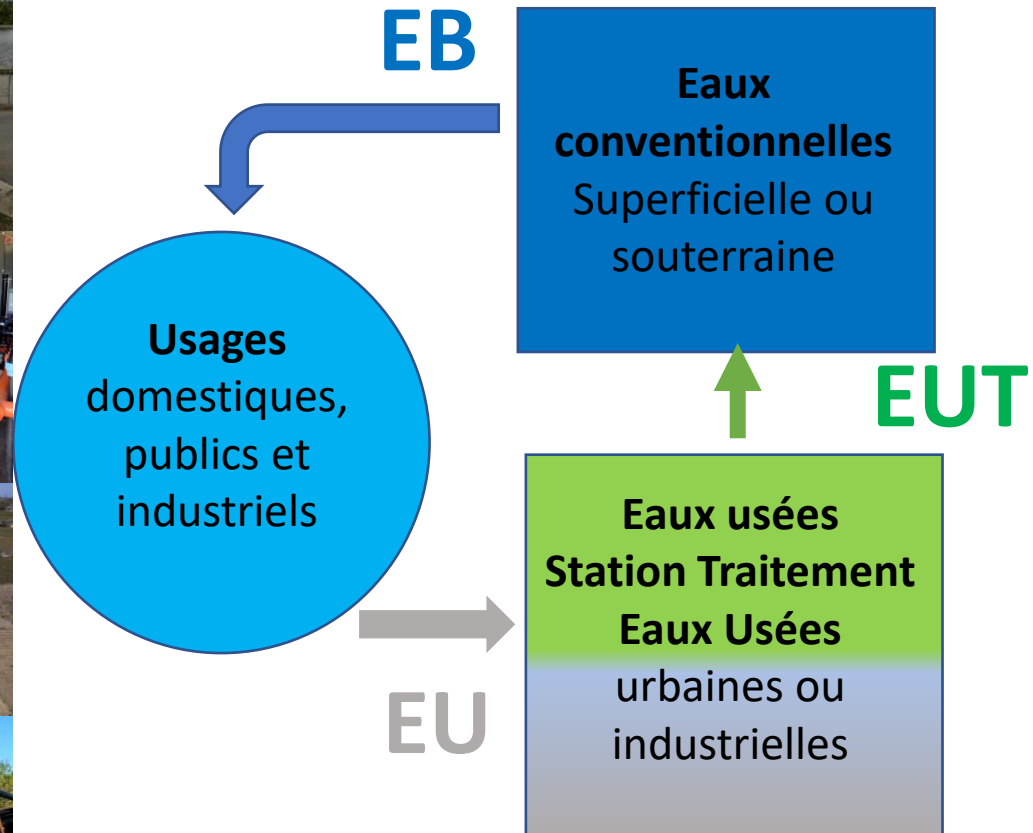 EB
Eaux
conventionnelles
Superficielle ou
souterraine
Usages
domestiques,
publics et
industriels
EUT
Eaux usées
Station Traitement
Eaux Usées
urbaines ou
industrielles
EU